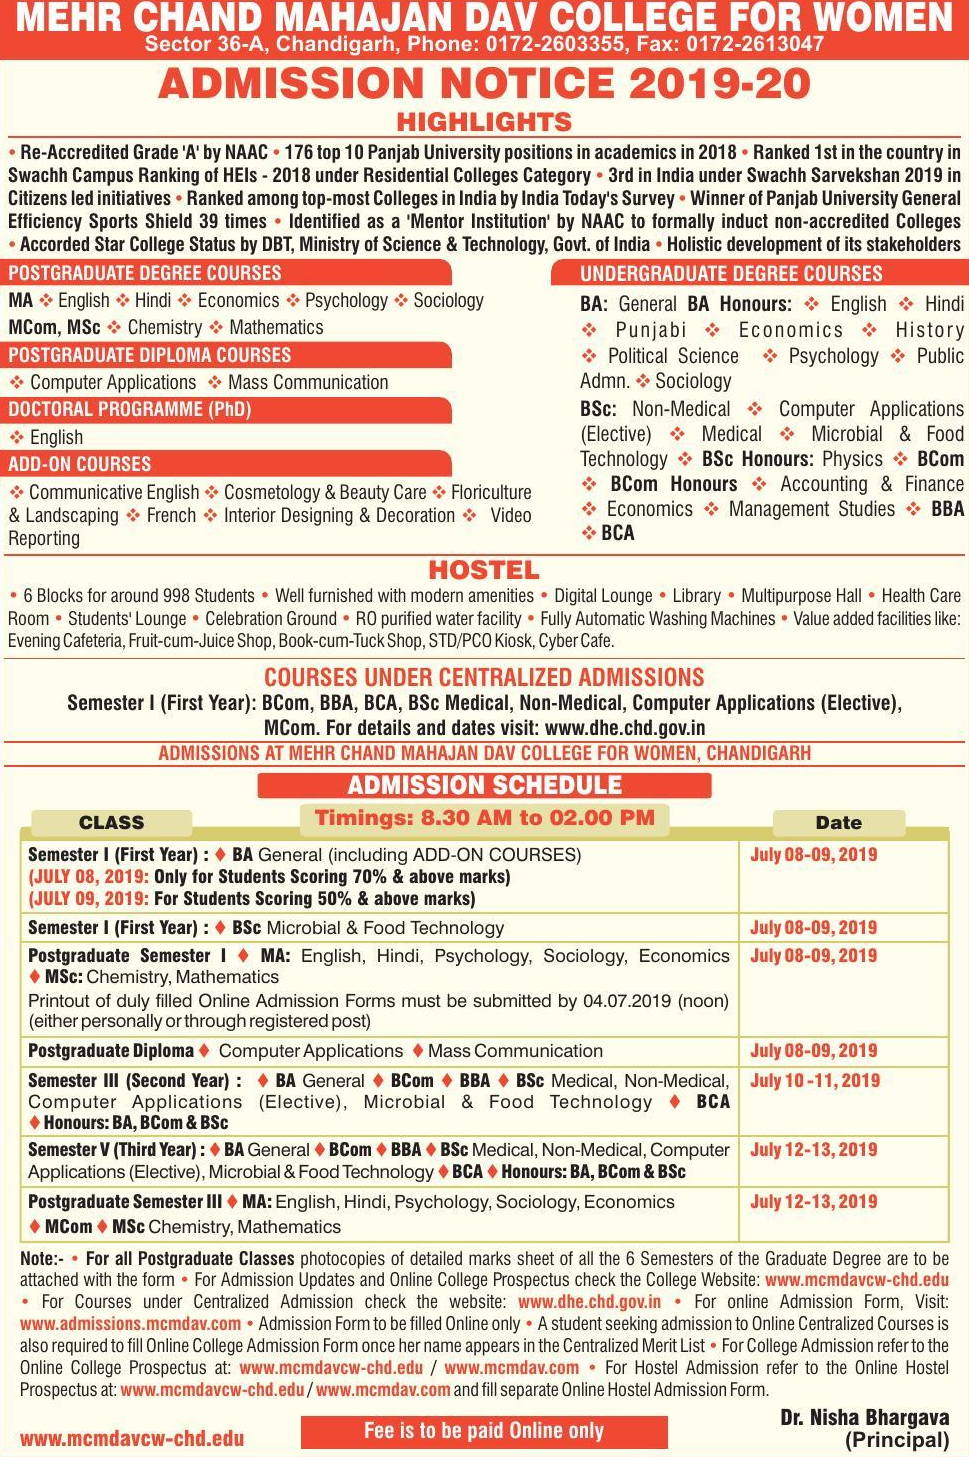 MEHR CHAND MAHAJAN DAV COLLEGE FOR WOMEN
Sector 36-A, Chandigarh, Phone: 0172-2603355, Fax: 0172-2613047
ADMISSION NOTICE 2019-20
HIGHLIGHTS
• Re-Accredited Grade 'A' by NAAC • 176 top 10 Panjab University positions in academics in 2018 • Ranked 1st in the country in
Swachh Campus Ranking of HEIs - 2018 under Residential Colleges Category • 3rd in India under Swachh Sarvekshan 2019 in
Citizens led initiatives • Ranked among top-most Colleges in India by India Today's Survey • Winner of Panjab University General
Efficiency Sports Shield 39 times • Identified as a 'Mentor Institution' by NAAC to formally induct non-accredited Colleges
• Accorded Star College Status by DBT, Ministry of Science & Technology, Govt. of India • Holistic development of its stakeholders
POSTGRADUATE DEGREE COURSES
MA ❖ English ❖ Hindi ❖ Economics ❖ Psychology ❖ Sociology
MCom, MSc ❖ Chemistry ❖ Mathematics
POSTGRADUATE DIPLOMA COURSES
❖ Computer Applications ❖ Mass Communication
DOCTORAL PROGRAMME (PhD)
❖ English
ADD-ON COURSES
❖ Communicative English ❖ Cosmetology & Beauty Care ❖ Floriculture
& Landscaping ❖ French ❖ Interior Designing & Decoration ❖ Video
Reporting
UNDERGRADUATE DEGREE COURSES
BA: General BA Honours: ❖ English ❖ Hindi
❖ Punjabi ❖ Economics ❖ History
❖ Political Science ❖ Psychology ❖ Public
Admn. ❖ Sociology
BSc: Non-Medical ❖ Computer Applications
(Elective) ❖ Medical ❖ Microbial & Food
Technology ❖ BSc Honours: Physics ❖ BCom
❖ BCom Honours ❖ Accounting & Finance
❖ Economics ❖ Management Studies ❖ BBA
❖ BCA
HOSTEL
• 6 Blocks for around 998 Students • Well furnished with modern amenities • Digital Lounge • Library • Multipurpose Hall • Health Care
Room • Students' Lounge • Celebration Ground • RO purified water facility • Fully Automatic Washing Machines • Value added facilities like:
Evening Cafeteria, Fruit-cum-Juice Shop, Book-cum-Tuck Shop, STD/PCO Kiosk, Cyber Cafe.
COURSES UNDER CENTRALIZED ADMISSIONS
Semester I (First Year): BCom, BBA, BCA, BSc Medical, Non-Medical, Computer Applications (Elective),
MCom. For details and dates visit: www.dhe.chd.gov.in
ADMISSIONS AT MEHR CHAND MAHAJAN DAV COLLEGE FOR WOMEN, CHANDIGARH
ADMISSION SCHEDULE
CLASS Timings: 8.30 AM to 02.00 PM Date
Semester I (First Year) : ♦ BA General (including ADD-ON COURSES) July 08-09, 2019
(JULY 08, 2019: Only for Students Scoring 70% & above marks)
(JULY 09, 2019: For Students Scoring 50% & above marks)
Semester I (First Year) : ♦ BSc Microbial & Food Technology July 08-09, 2019
Postgraduate Semester I ♦ MA: English, Hindi, Psychology, Sociology, Economics July 08-09, 2019
♦ MSc: Chemistry, Mathematics
Printout of duly filled Online Admission Forms must be submitted by 04.07.2019 (noon)
(either personally or through registered post)
Postgraduate Diploma ♦ Computer Applications ♦ Mass Communication July 08-09, 2019
Semester III (Second Year) : ♦ BA General ♦ BCom ♦ BBA ♦ BSc Medical, Non-Medical, July 10 -11, 2019
Computer Applications (Elective), Microbial & Food Technology ♦ BCA
♦ Honours: BA, BCom & BSc
Semester V (Third Year) : ♦ BA General ♦ BCom ♦ BBA ♦ BSc Medical, Non-Medical, Computer July 12-13, 2019
Applications (Elective), Microbial & Food Technology ♦ BCA ♦ Honours: BA, BCom & BSc
Postgraduate Semester III ♦ MA: English, Hindi, Psychology, Sociology, Economics July 12-13, 2019
♦ MCom ♦ MSc Chemistry, Mathematics
Note:- • For all Postgraduate Classes photocopies of detailed marks sheet of all the 6 Semesters of the Graduate Degree are to be
attached with the form • For Admission Updates and Online College Prospectus check the College Website: www.mcmdavcw-chd.edu
• For Courses under Centralized Admission check the website: www.dhe.chd.gov.in • For online Admission Form, Visit:
www.admissions.mcmdav.com • Admission Form to be filled Online only • A student seeking admission to Online Centralized Courses is
also required to fill Online College Admission Form once her name appears in the Centralized Merit List • For College Admission refer to the
Online College Prospectus at: www.mcmdavcw-chd.edu / www.mcmdav.com • For Hostel Admission refer to the Online Hostel
Prospectus at: www.mcmdavcw-chd.edu / www.mcmdav.com and fill separate Online Hostel Admission Form.
Dr. Nisha Bhargava
(Principal)
www.mcmdavcw-chd.edu
Fee is to be paid Online only